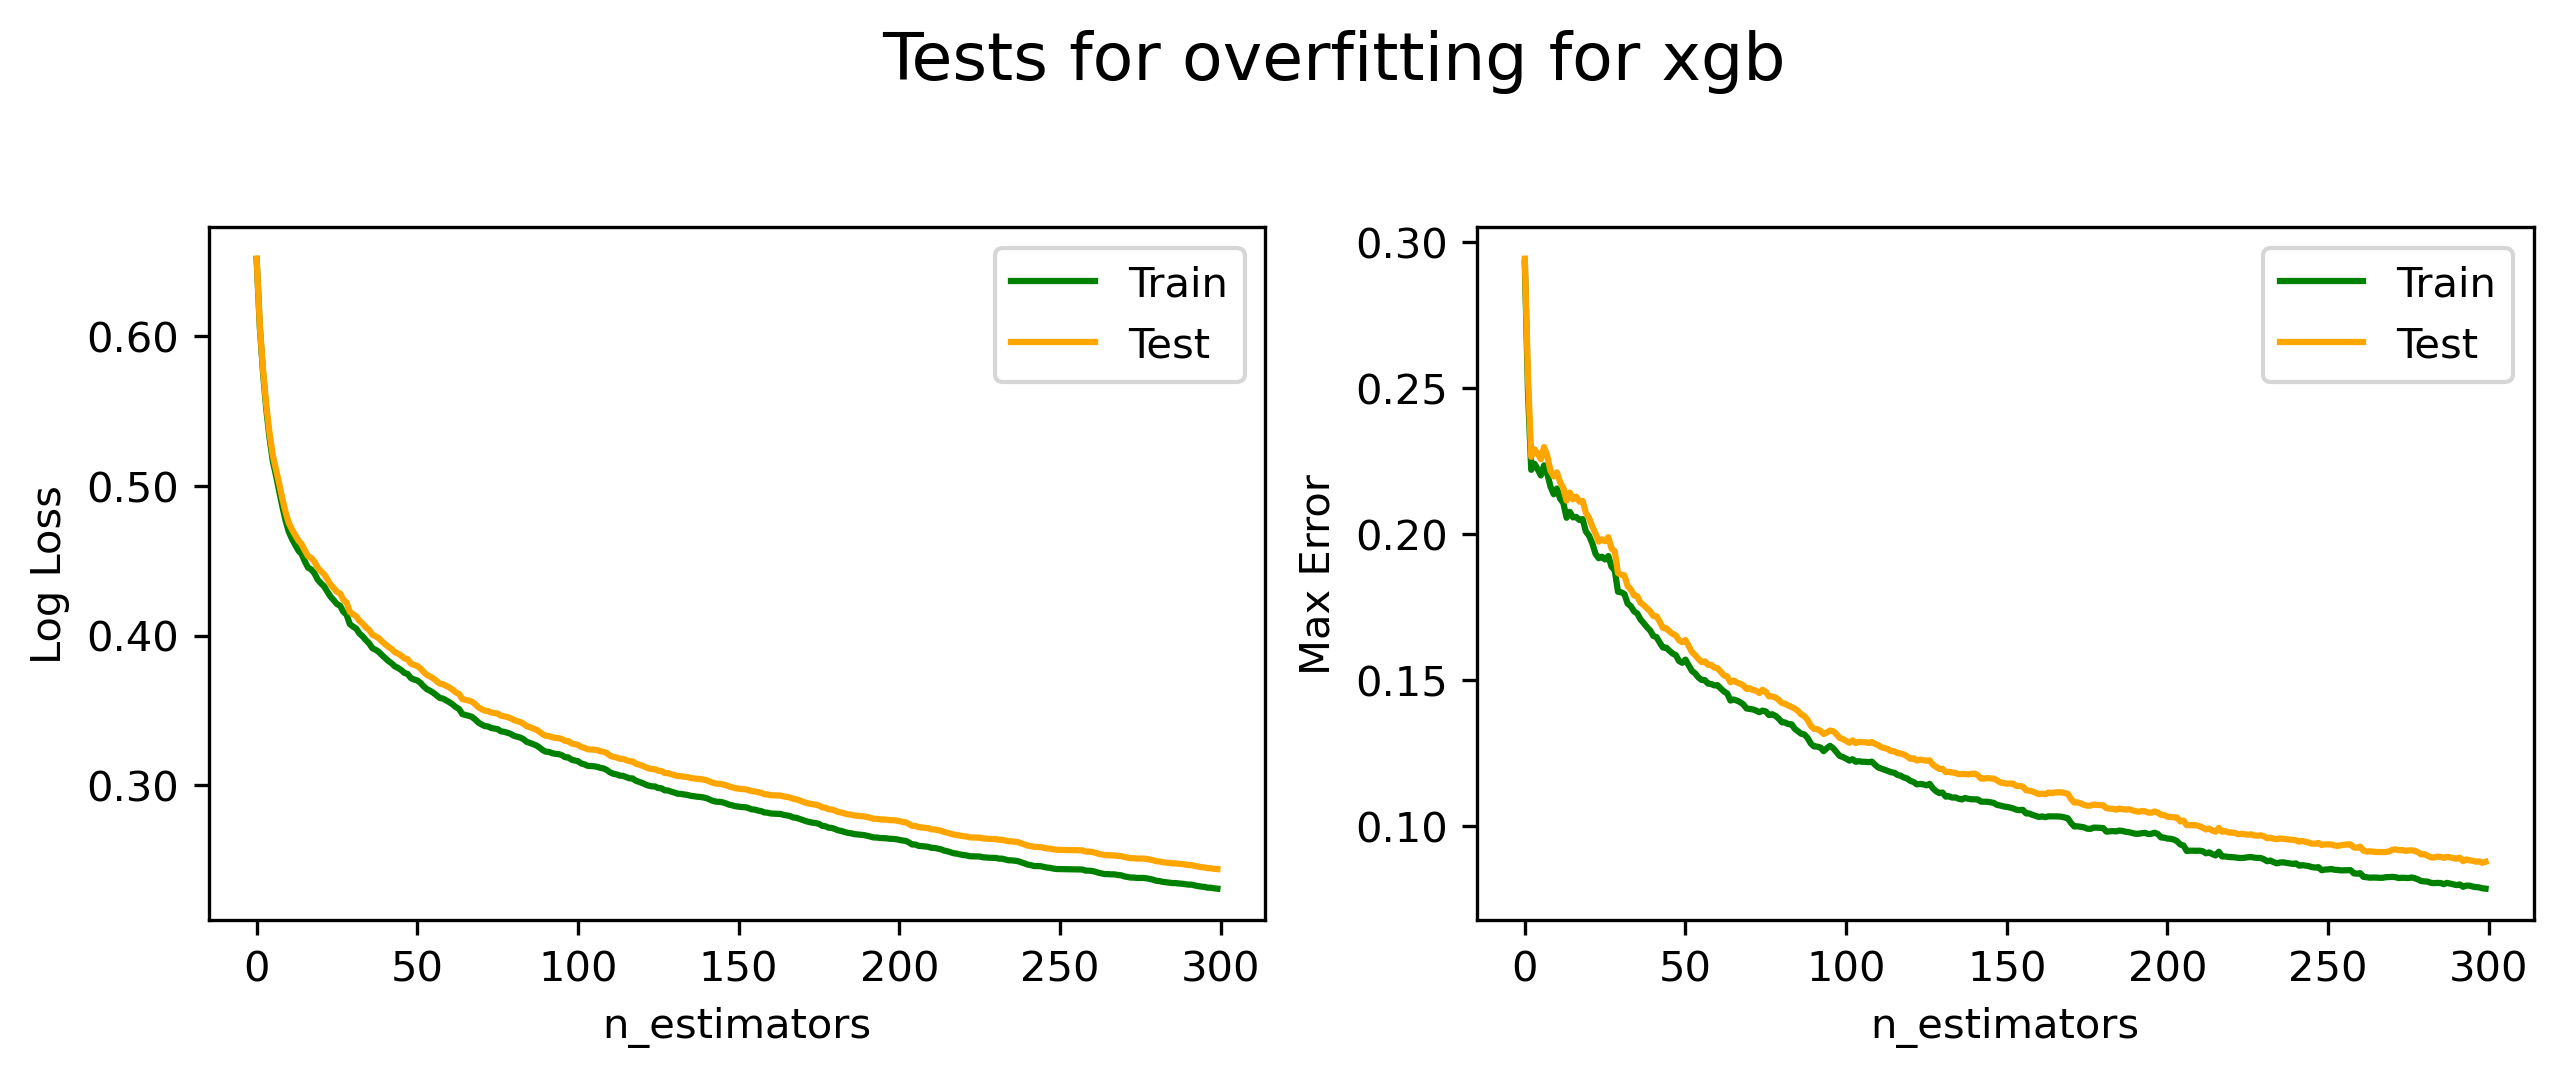 Tests for overfitting for xgb
Log Loss
0.60
0.50
0.40
0.30
0 50 100 150 200 250 300
n_estimators
Train
Test
Max Error
0.30
0.25
0.20
0.15
0.10
0 50 100 150 200 250 300
n_estimators
Train
Test